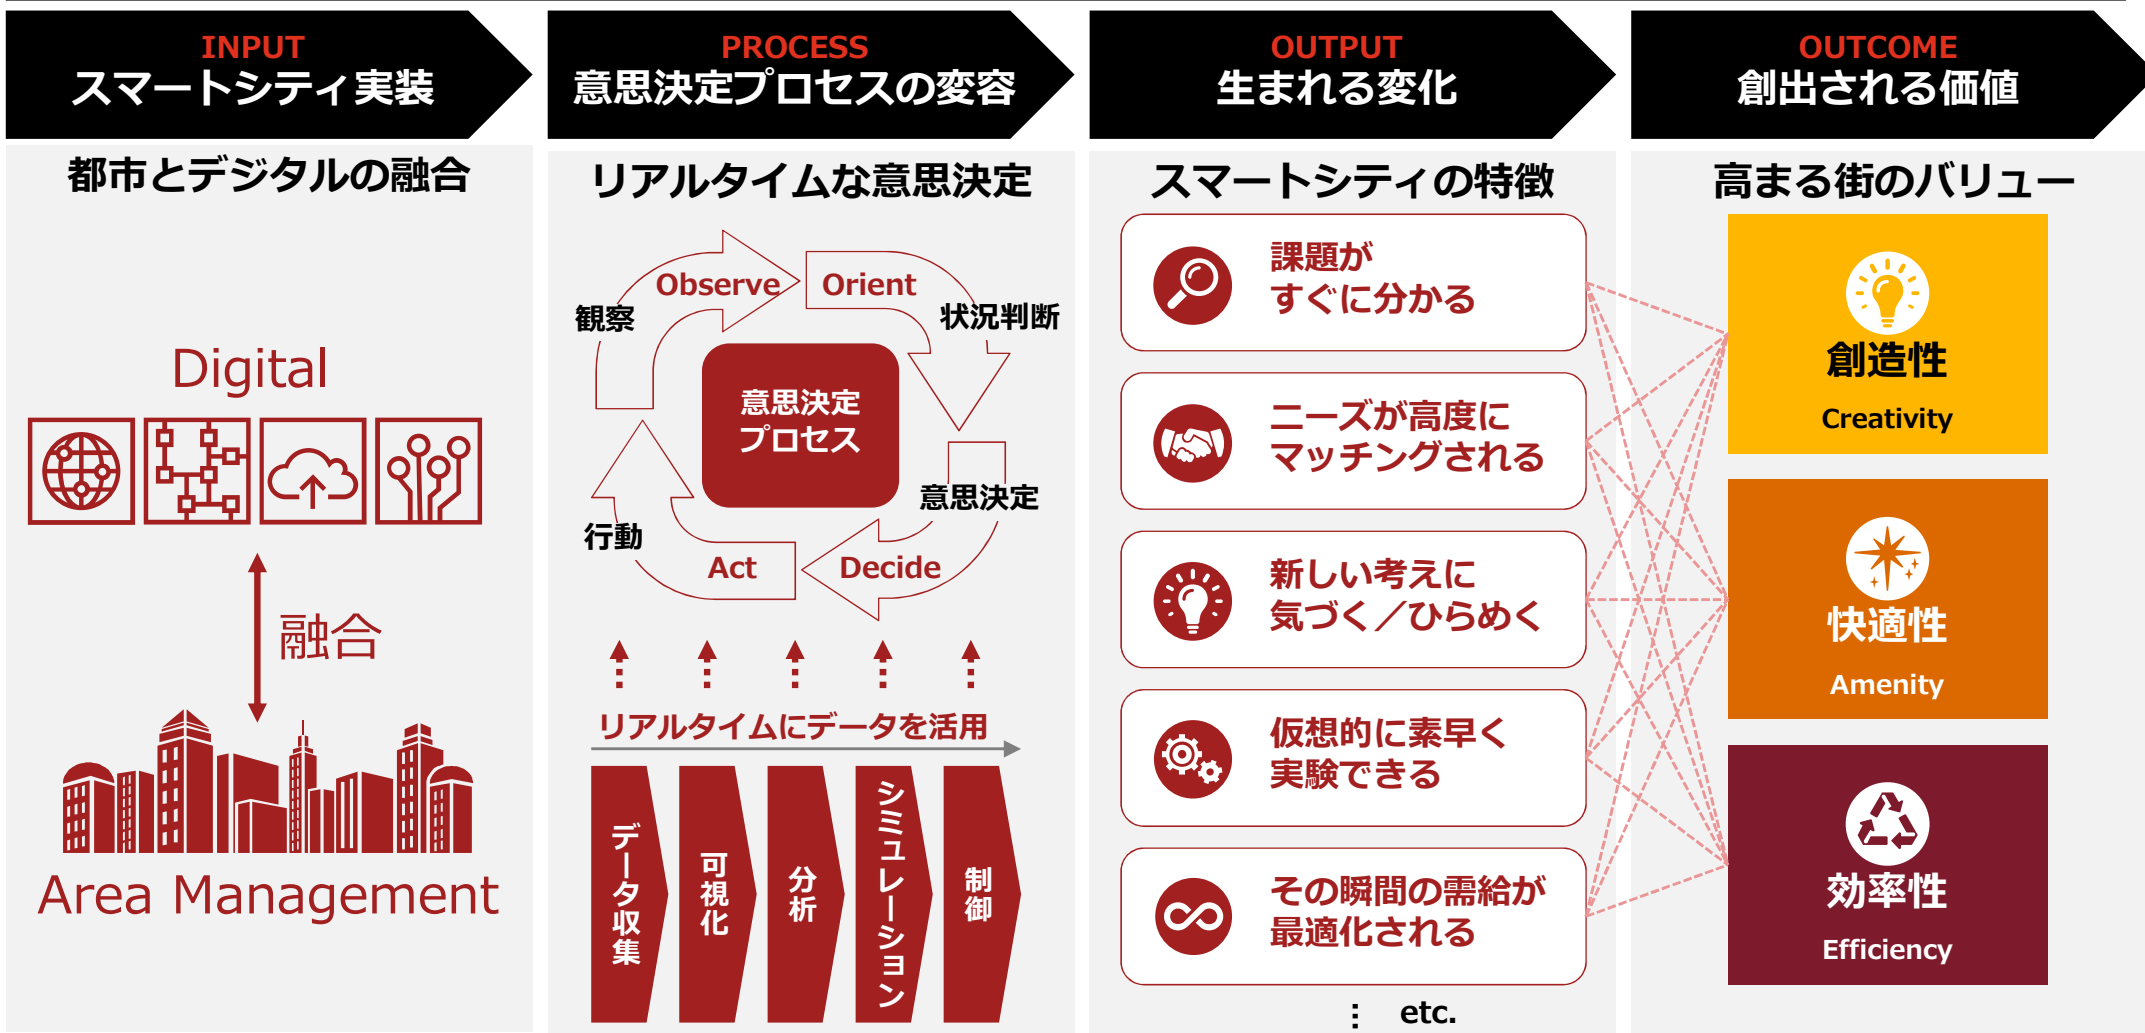 INPUT
スマートシティ実装
都市とデジタルの融合
Digital
融合
Area Management
PROCESS
意思決定プロセスの変容
リアルタイムな意思決定
Observe
Orient
観察
状況判断
意思決定
プロセス
意思決定
行動
Act
Decide
リアルタイムにデータを活用
データ収集
可視化
分析
シミュレーション
制御
OUTPUT
生まれる変化
スマートシティの特徴
課題が
すぐに分かる
ニーズが高度に
マッチングされる
新しい考えに
気づく／ひらめく
仮想的に素早く
実験できる
その瞬間の需給が
最適化される
⋮ etc.
OUTCOME
創出される価値
高まる街のバリュー
創造性
Creativity
快適性
Amenity
効率性
Efficiency